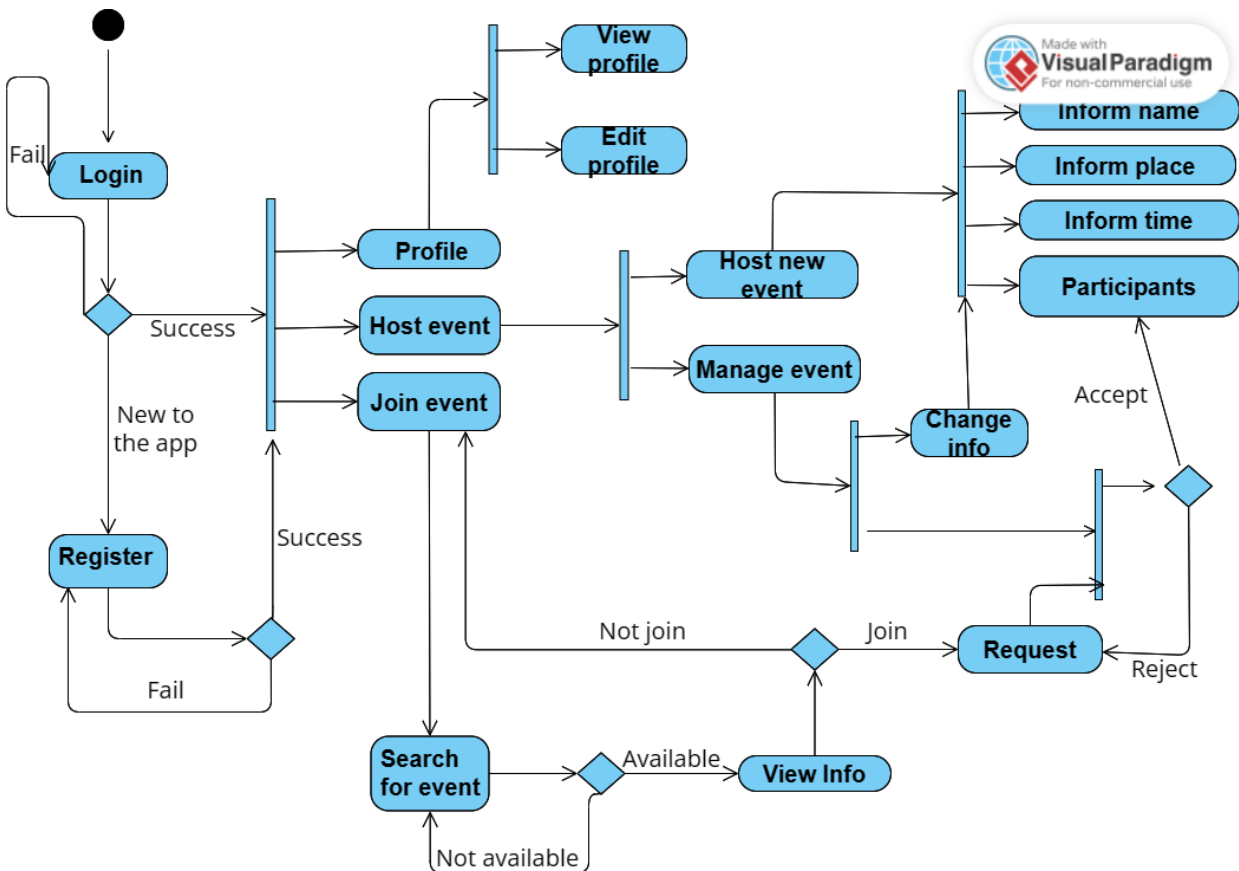 View
profile
Made with
Visual Paradigm
For non-commercial use
Inform name
Edit
profile
Fail
Login
Inform place
Inform time
Profile
Host new
event
Participants
Success
Host event
Manage event
Join event
Accept
New to
the app
Change
info
Success
Register
Not join
Join
Request
Reject
Fail
Search
for event
Available
View Info
Not available